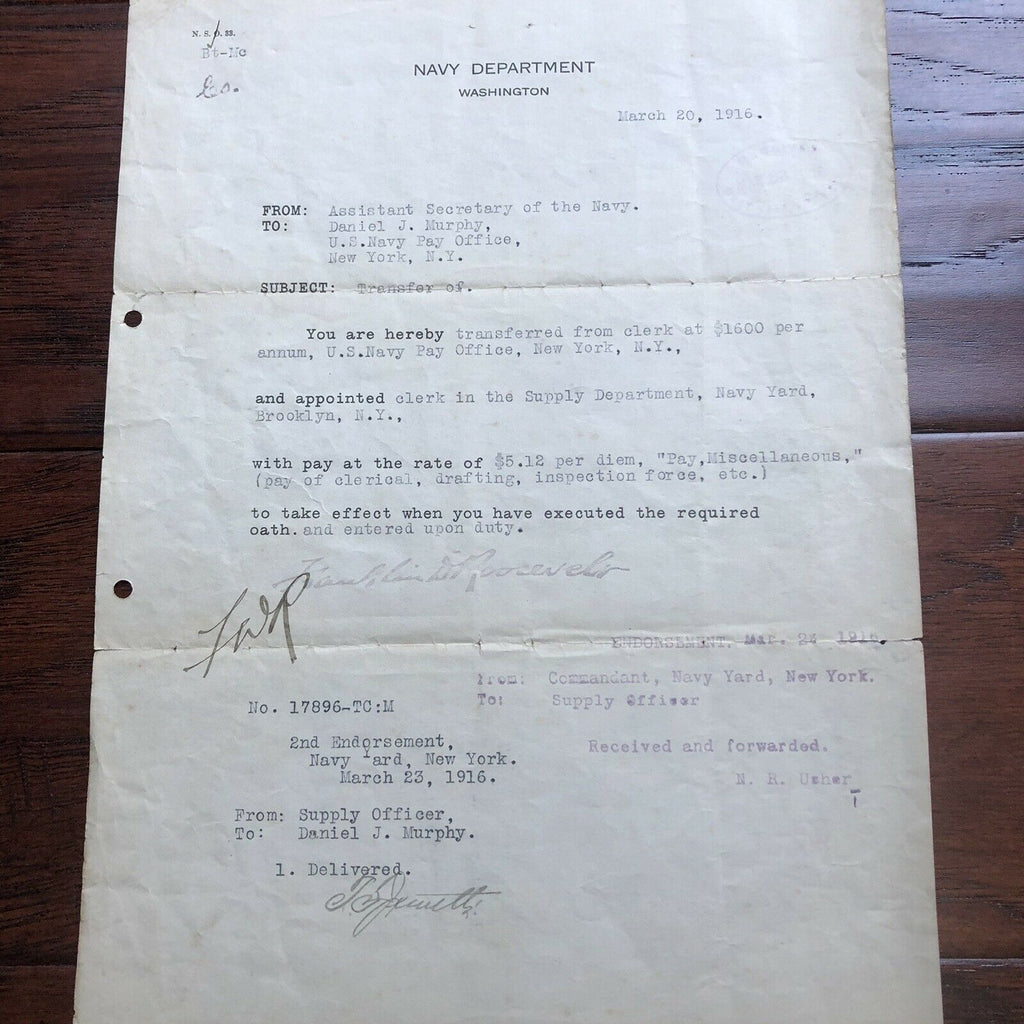 N. S. O. 33.
Bt-Mc
Co.
NAVY DEPARTMENT
WASHINGTON
March 20, 1916.
FROM: Assistant Secretary of the Navy.
TO: Daniel J. Murphy,
U.S.Navy Pay Office,
New York, N.Y.
SUBJECT: Transfer of.
You are hereby transferred from clerk at $1600 per
annum, U.S.Navy Pay Office, New York, N.Y.,
and appointed clerk in the Supply Department, Navy Yard,
Brooklyn, N.Y.,
with pay at the rate of $5.12 per diem, "Pay,Miscellaneous,"
(pay of clerical, drafting, inspection force, etc.)
to take effect when you have executed the required
oath.and entered upon duty.
Franklin D Roosevelt
FDR
ENDORSEMENT. Mar. 1916.
From: Commandant, Navy Yard, New York.
To: Supply Officer
Received and forwarded.
N. R. Usher
No. 17896-TC:M
2nd Endorsement,
Navy Yard, New York.
March 23, 1916.
From: Supply Officer,
To: Daniel J. Murphy.
1. Delivered.